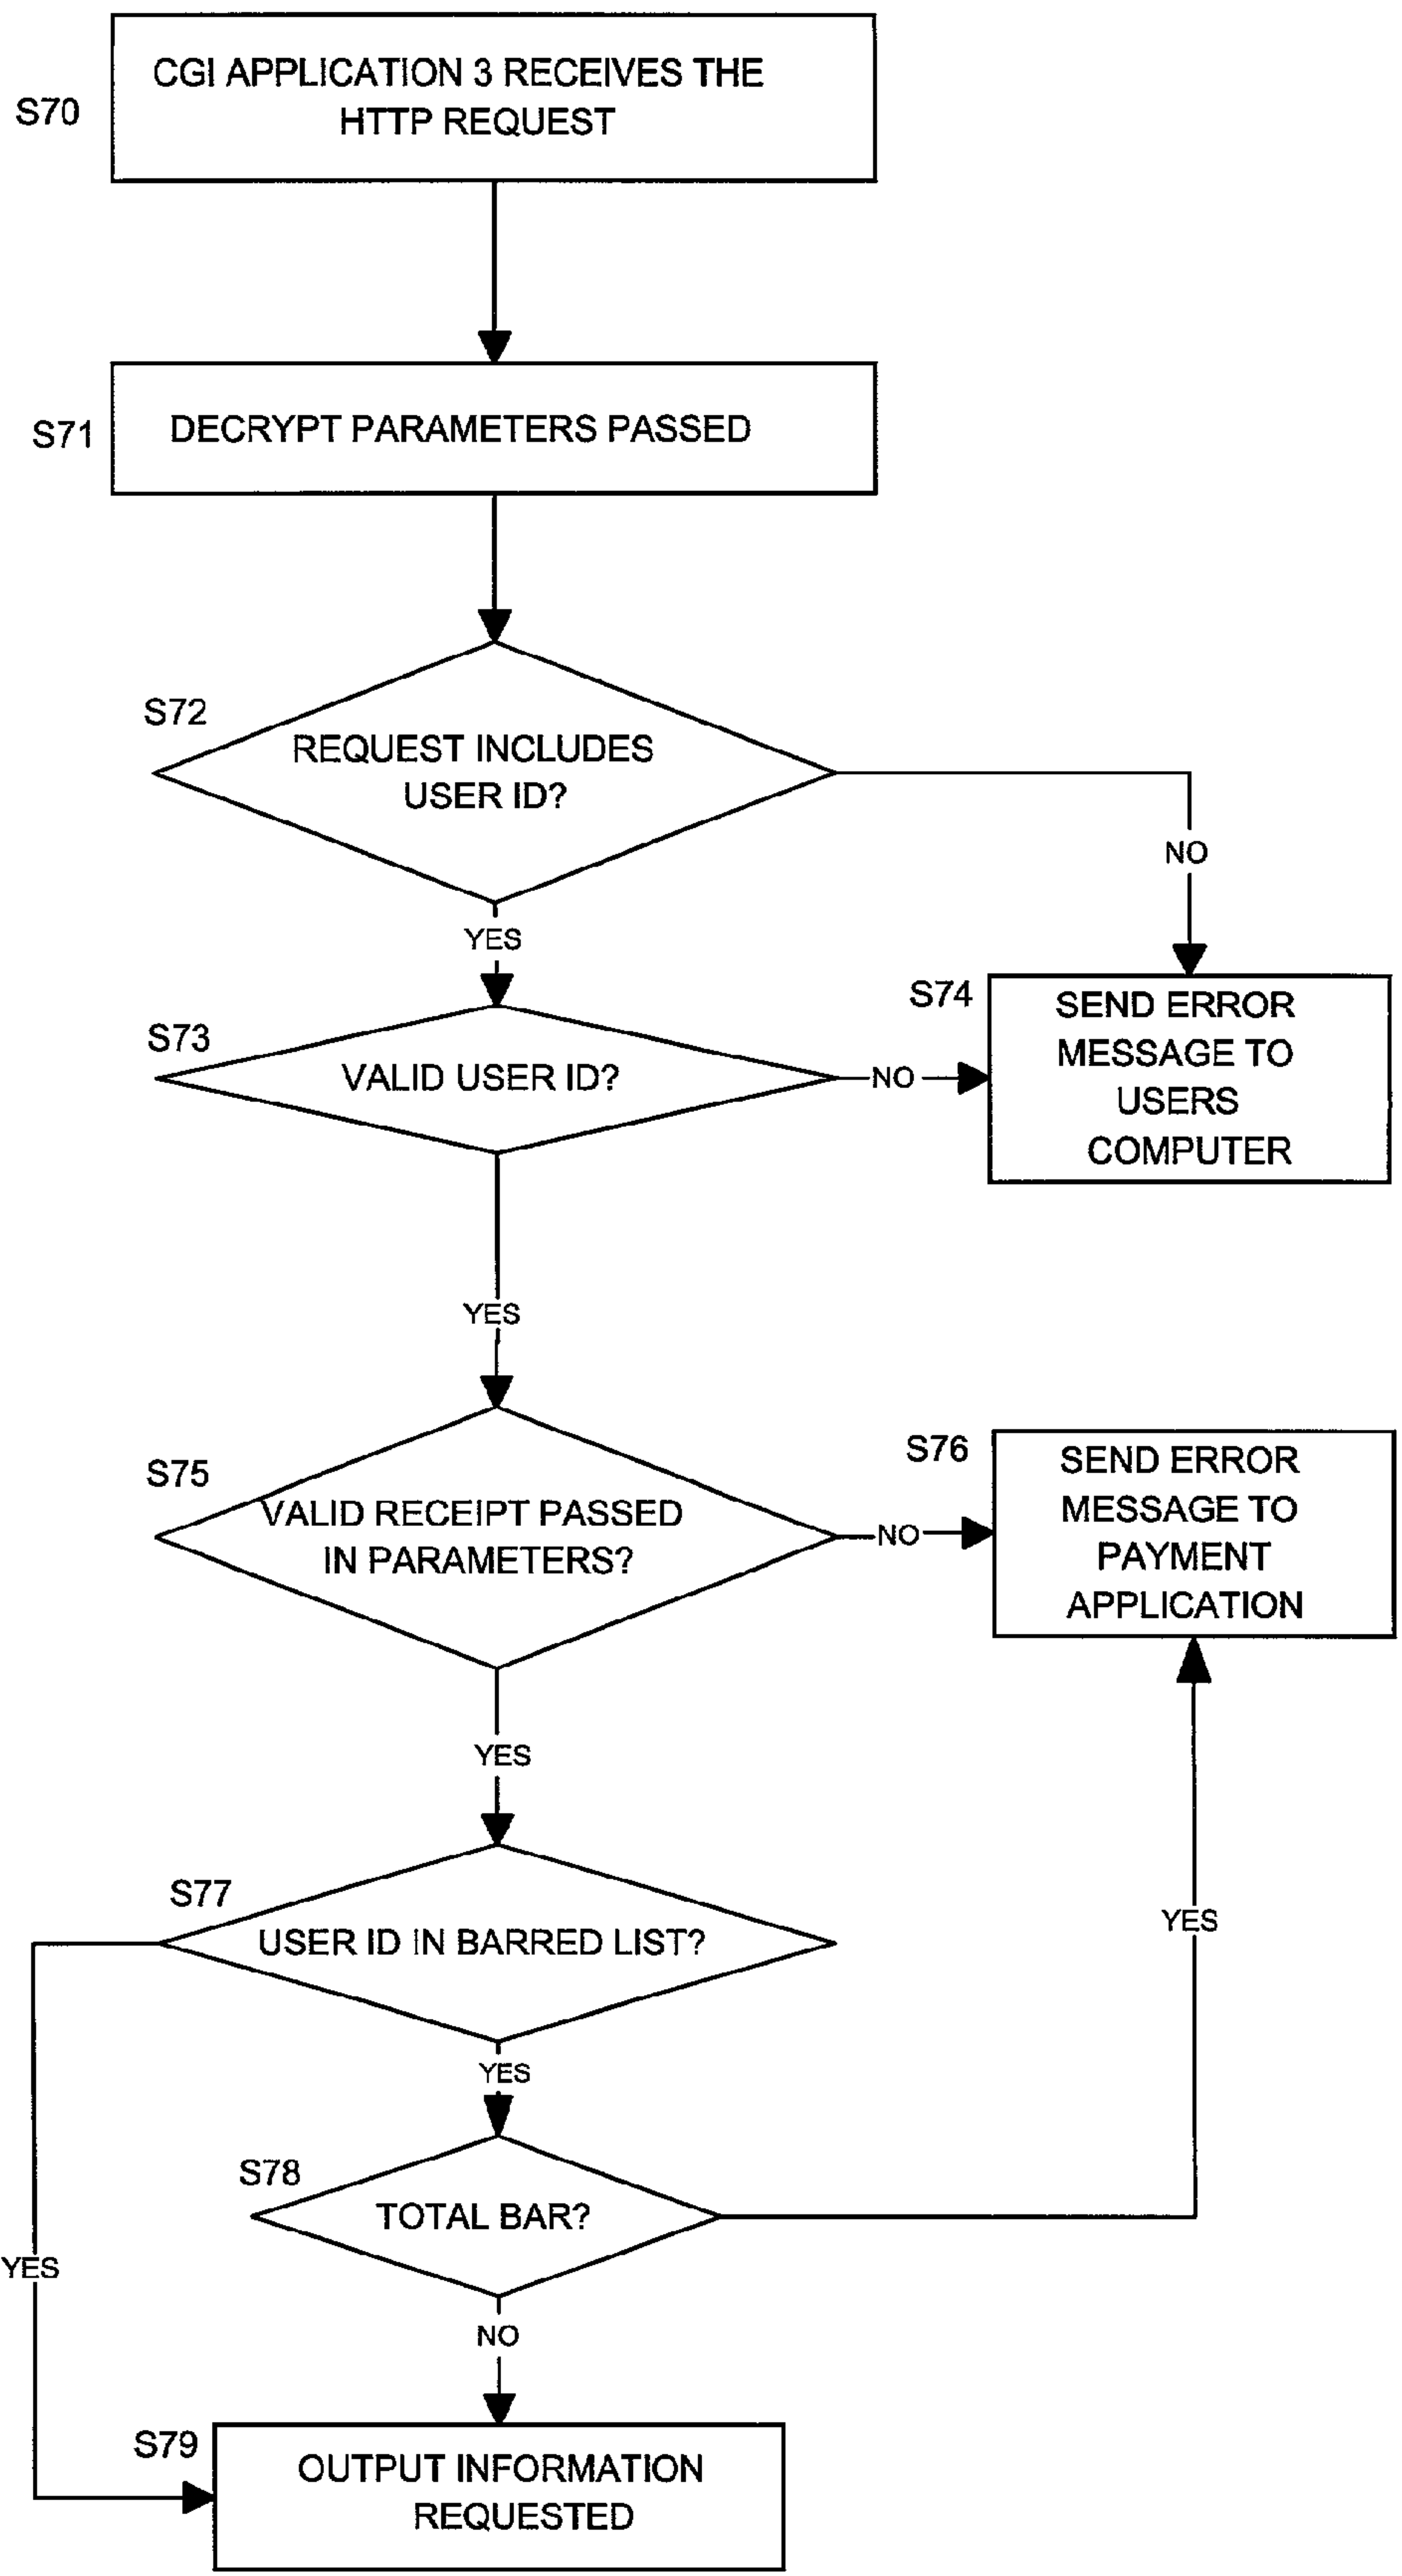 S70
CGI APPLICATION 3 RECEIVES THE
HTTP REQUEST
S71
DECRYPT PARAMETERS PASSED
S72
REQUEST INCLUDES
USER ID?
NO
YES
S73
VALID USER ID?
NO
S74
SEND ERROR
MESSAGE TO
USERS
COMPUTER
YES
S75
VALID RECEIPT PASSED
IN PARAMETERS?
NO
S76
SEND ERROR
MESSAGE TO
PAYMENT
APPLICATION
YES
S77
USER ID IN BARRED LIST?
YES
YES
S78
TOTAL BAR?
YES
NO
S79
OUTPUT INFORMATION
REQUESTED